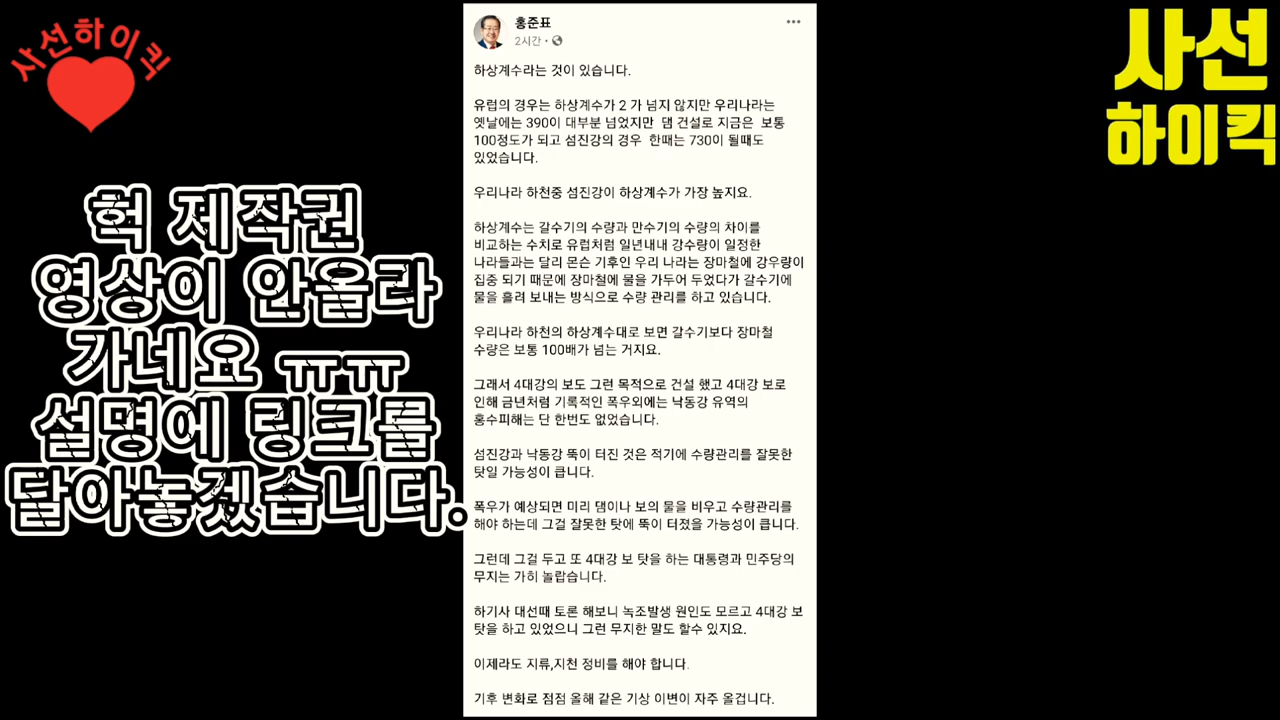 사선하이킥
헉 제작권
영상이 안올라
가네요 ㅠㅠ
설명에 링크를
달아놓겠습니다.
홍준표
2시간 ·
하상계수라는 것이 있습니다.
유럽의 경우는 하상계수가 2 가 넘지 않지만 우리나라는
옛날에는 390이 대부분 넘었지만 댐 건설로 지금은 보통
100정도가 되고 섬진강의 경우 한때는 730이 될때도
있었습니다.
우리나라 하천중 섬진강이 하상계수가 가장 높지요.
하상계수는 갈수기의 수량과 만수기의 수량의 차이를
비교하는 수치로 유럽처럼 일년내내 강수량이 일정한
나라들과는 달리 몬순 기후인 우리 나라는 장마철에 강우량이
집중 되기 때문에 장마철에 물을 가두어 두었다가 갈수기에
물을 흘려 보내는 방식으로 수량 관리를 하고 있습니다.
우리나라 하천의 하상계수대로 보면 갈수기보다 장마철
수량은 보통 100배가 넘는 거지요.
그래서 4대강의 보도 그런 목적으로 건설 했고 4대강 보로
인해 금년처럼 기록적인 폭우외에는 낙동강 유역의
홍수피해는 단 한번도 없었습니다.
섬진강과 낙동강 뚝이 터진 것은 적기에 수량관리를 잘못한
탓일 가능성이 큽니다.
폭우가 예상되면 미리 댐이나 보의 물을 비우고 수량관리를
해야 하는데 그걸 잘못한 탓에 뚝이 터졌을 가능성이 큽니다.
그런데 그걸 두고 또 4대강 보 탓을 하는 대통령과 민주당의
무지는 가히 놀랍습니다.
하기사 대선때 토론 해보니 녹조발생 원인도 모르고 4대강 보
탓을 하고 있었으니 그런 무지한 말도 할수 있지요.
이제라도 지류,지천 정비를 해야 합니다.
기후 변화로 점점 올해 같은 기상 이변이 자주 올겁니다.
사선
하이킥